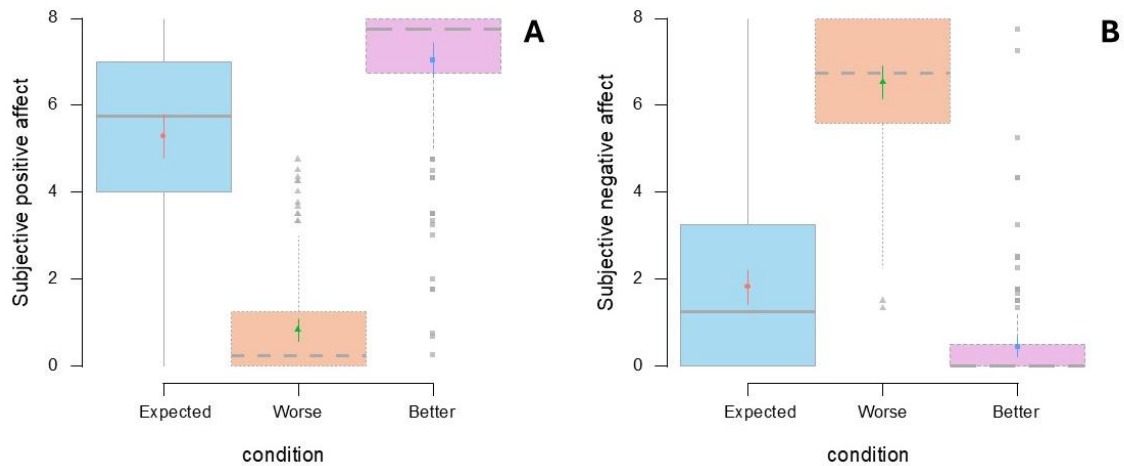 A
Subjective positive affect
8
6
4
2
0
Expected Worse Better
condition
B
Subjective negative affect
8
6
4
2
0
Expected Worse Better
condition